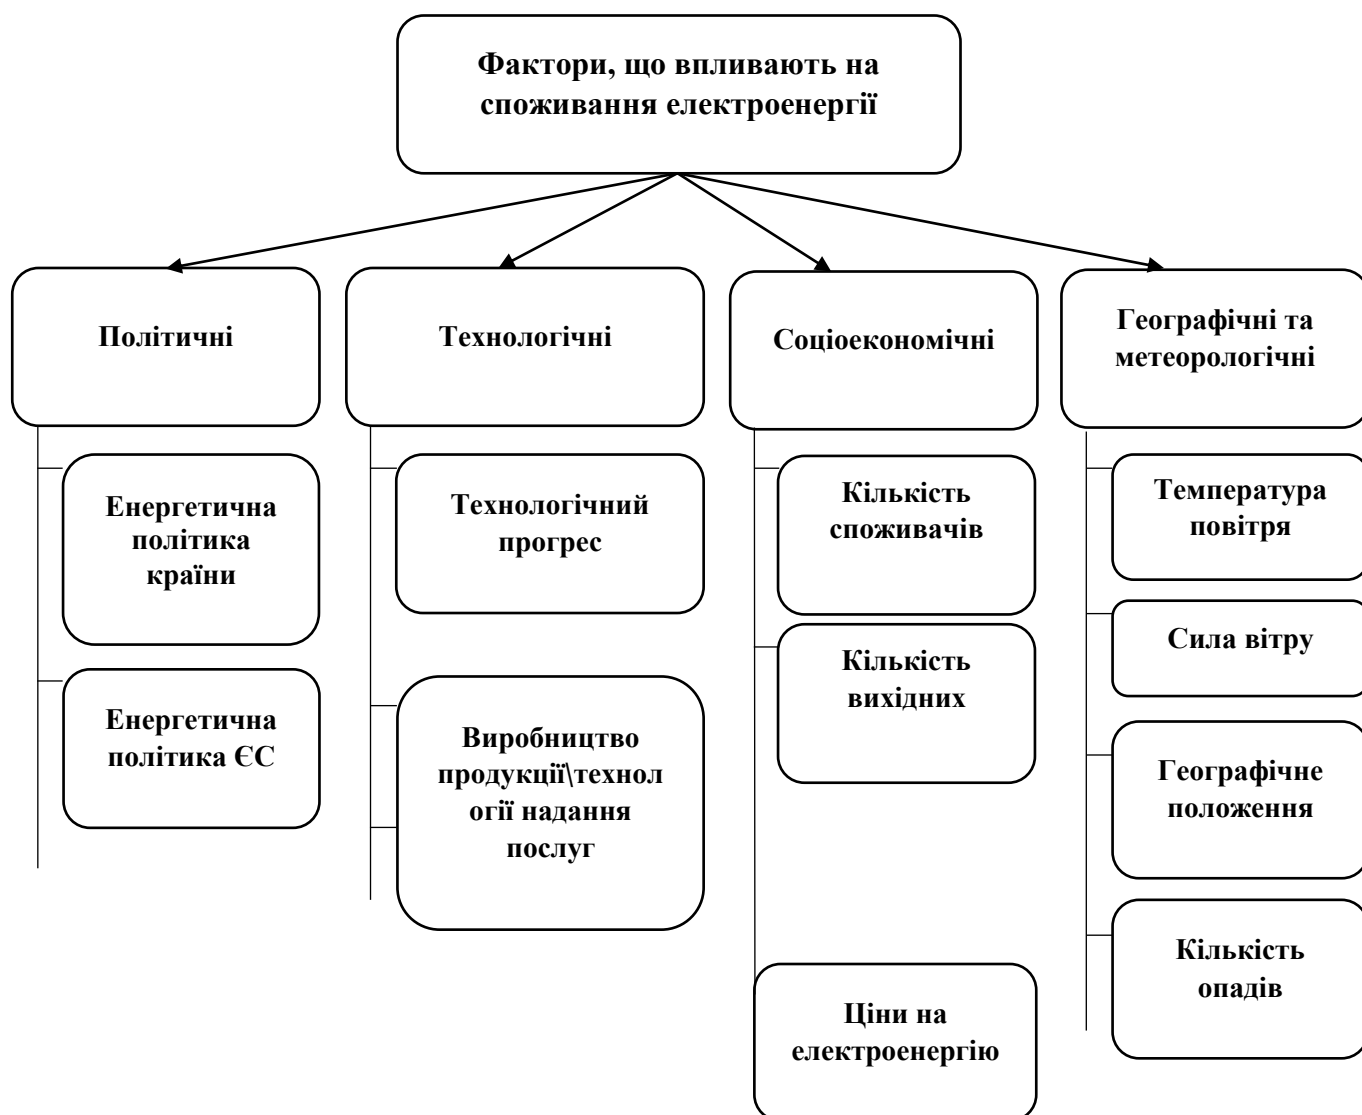 Фактори, що впливають на
споживання електроенергії
Політичні
Технологічні
Соціоекономічні
Географічні та
метеорологічні
Енергетична
політика
країни
Енергетична
політика ЄС
Технологічний
прогрес
Виробництво
продукції\технол
огії надання
послуг
Кількість
споживачів
Кількість
вихідних
Ціни на
електроенергію
Температура
повітря
Сила вітру
Географічне
положення
Кількість
опадів